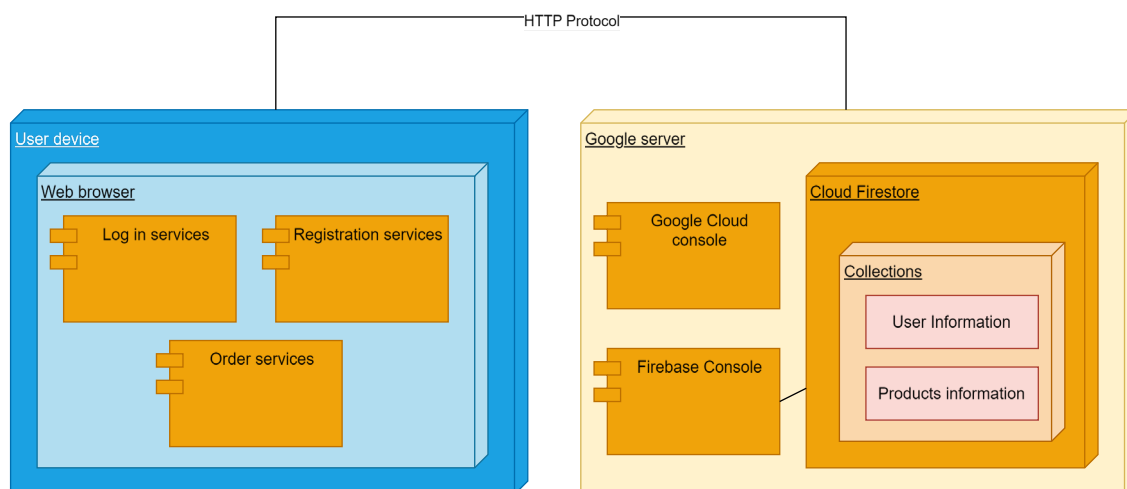 HTTP Protocol
User device
Web browser
Log in services
Registration services
Order services
Google server
Google Cloud
console
Firebase Console
Cloud Firestore
Collections
User Information
Products information